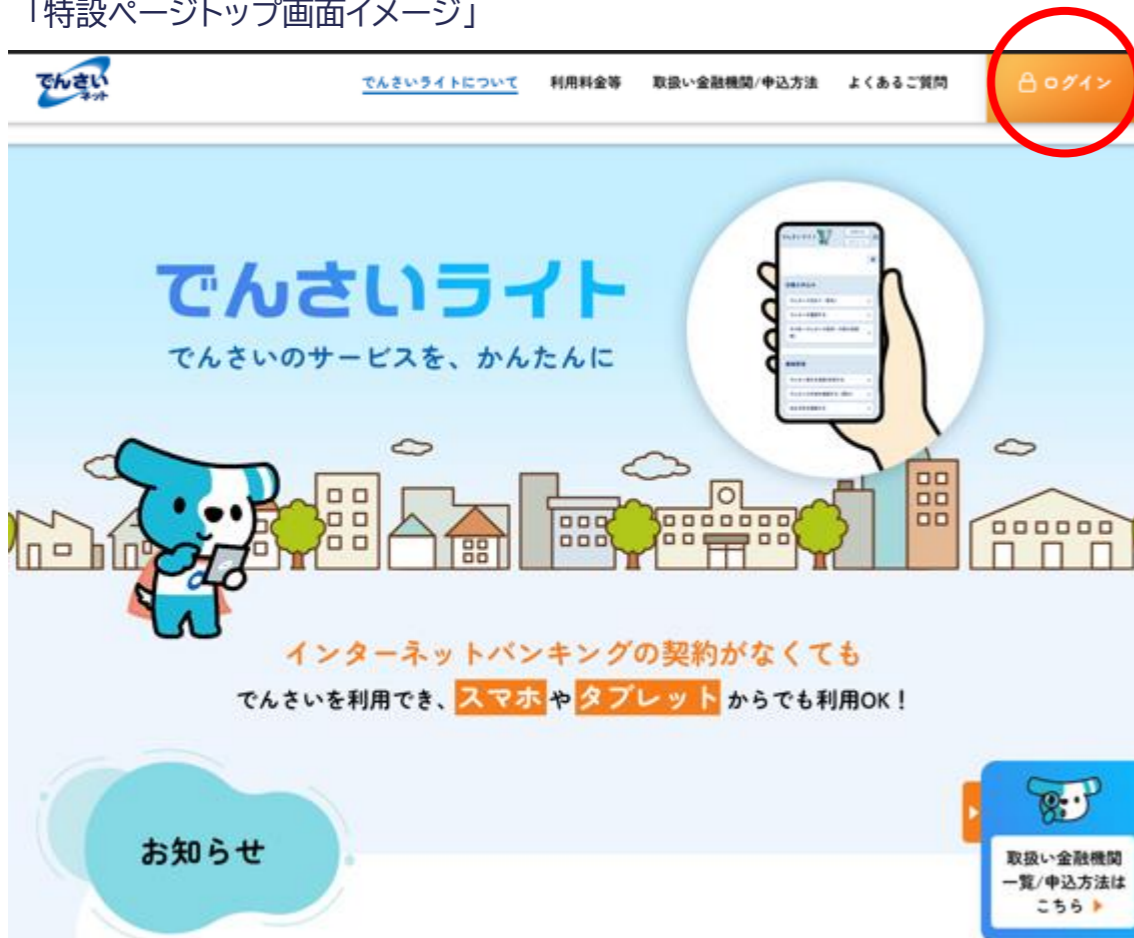 「特設ページトップ画面イメージ」
でんさい
ネット
でんさいライトについて 利用料金等 取扱い金融機関/申込方法 よくあるご質問 ログイン
でんさいライト
でんさいのサービスを、かんたんに
インターネットバンキングの契約がなくても
でんさいを利用でき、スマホやタブレットからでも利用OK！
お知らせ
取扱い金融機関
一覧/申込方法は
こちら